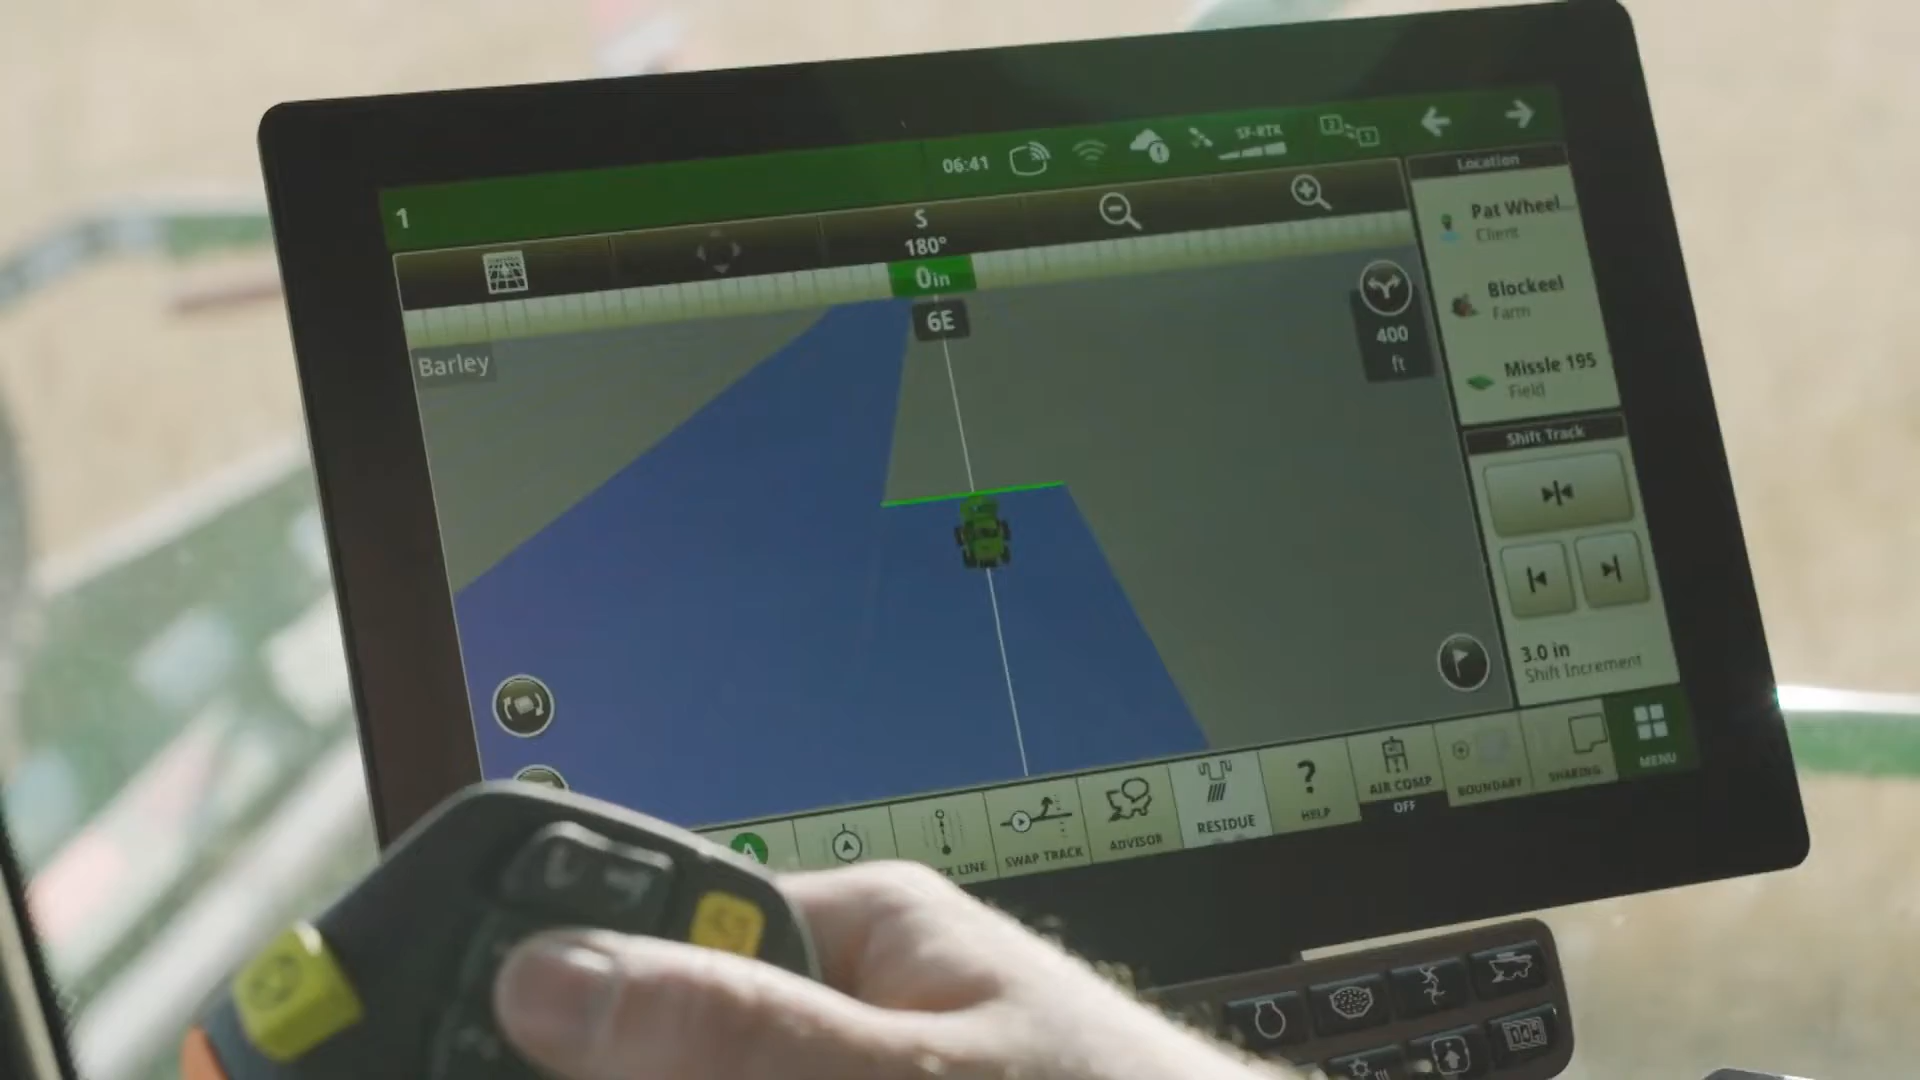 06:41
SF-RTK
1
S
180°
0in
6E
Barley
400
ft
Location
Pat Wheel...
Client
Blockeel
Farm
Missle 195
Field
Shift Track
3.0 in
Shift Increment
A
K LINE
SWAP TRACK
ADVISOR
RESIDUE
?
HELP
AIR COMP
OFF
BOUNDARY
SHARING
MENU